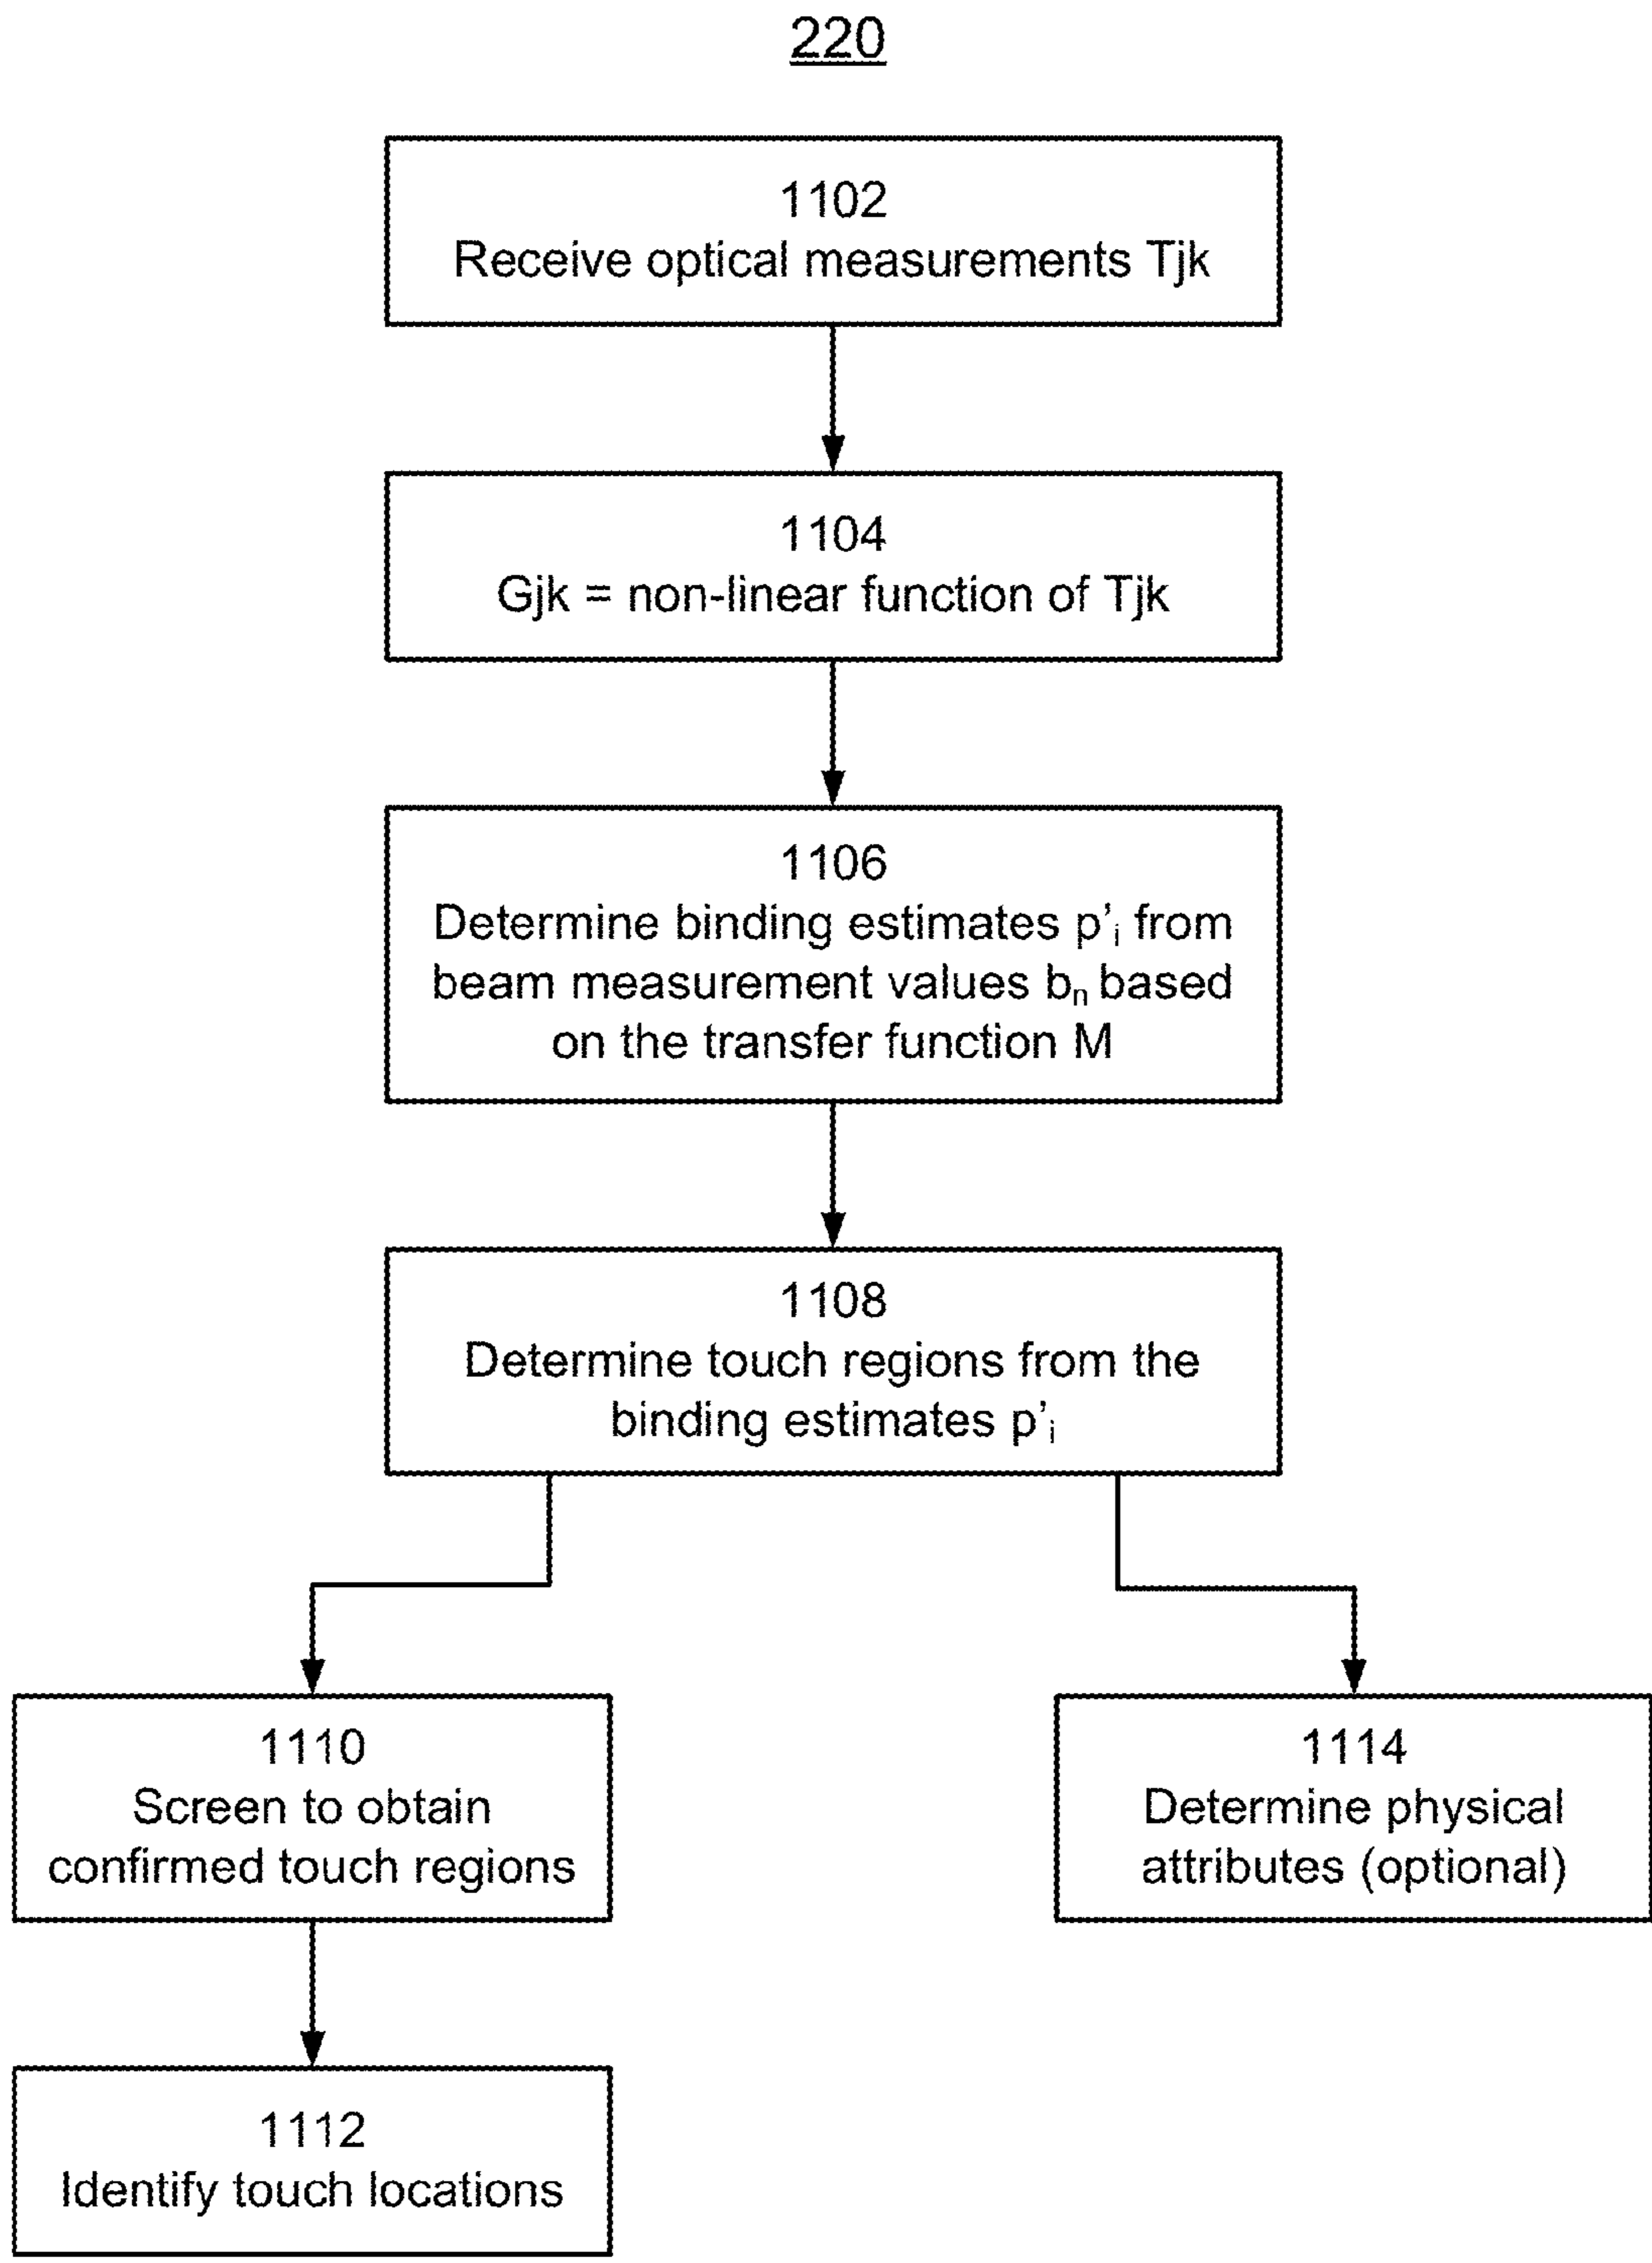 220
1102
Receive optical measurements Tjk
1104
Gjk = non-linear function of Tjk
1106
Determine binding estimates p’i from
beam measurement values bn based
on the transfer function M
1108
Determine touch regions from the
binding estimates p’i
1110
Screen to obtain
confirmed touch regions
1114
Determine physical
attributes (optional)
1112
Identify touch locations